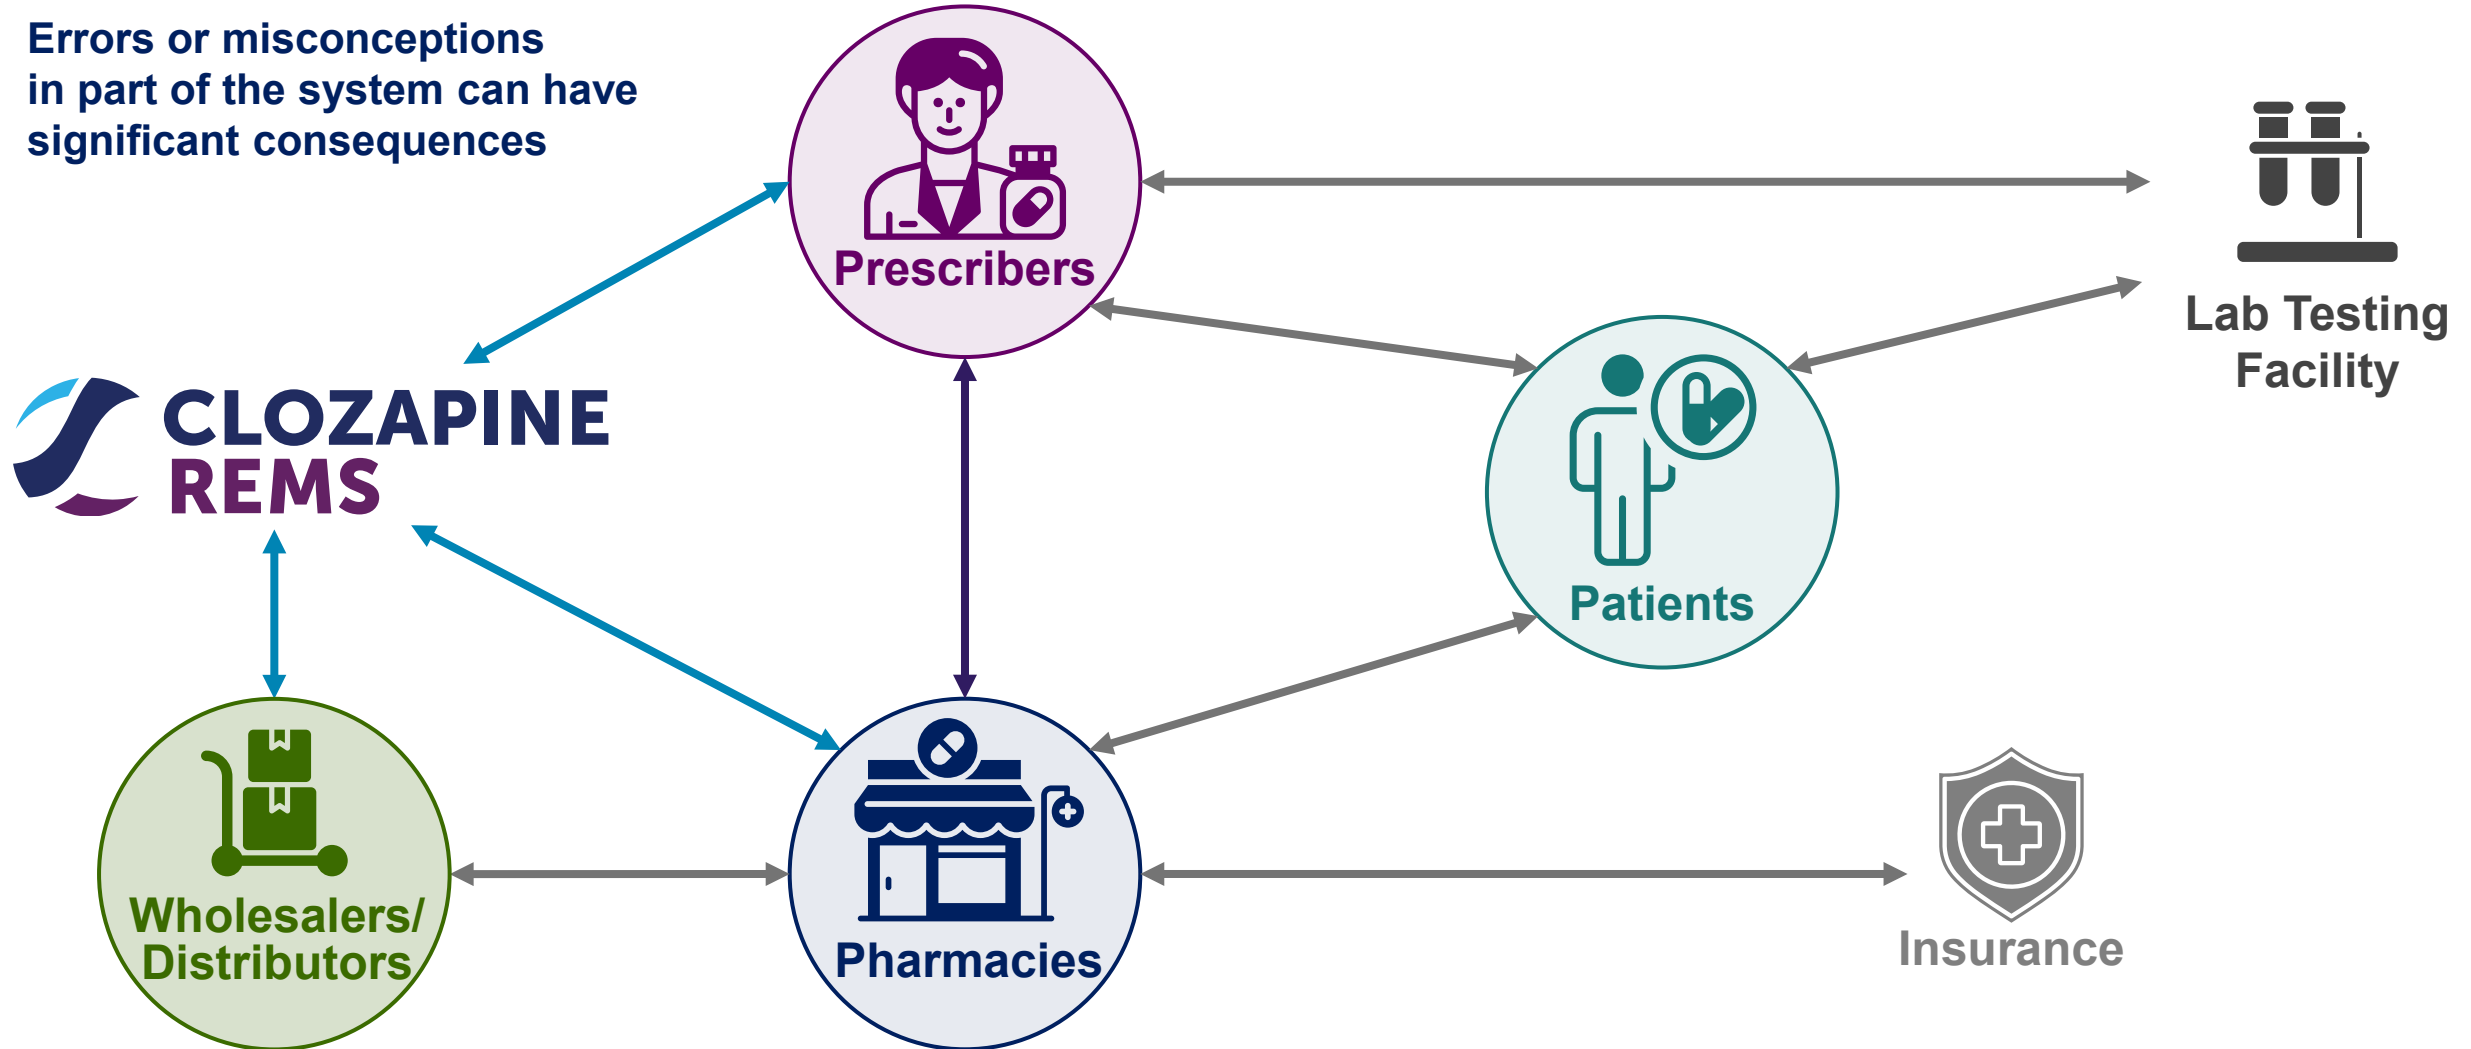 Errors or misconceptions
in part of the system can have
significant consequences
Prescribers
Lab Testing
Facility
CLOZAPINE
REMS
Patients
Wholesalers/
Distributors
Pharmacies
Insurance